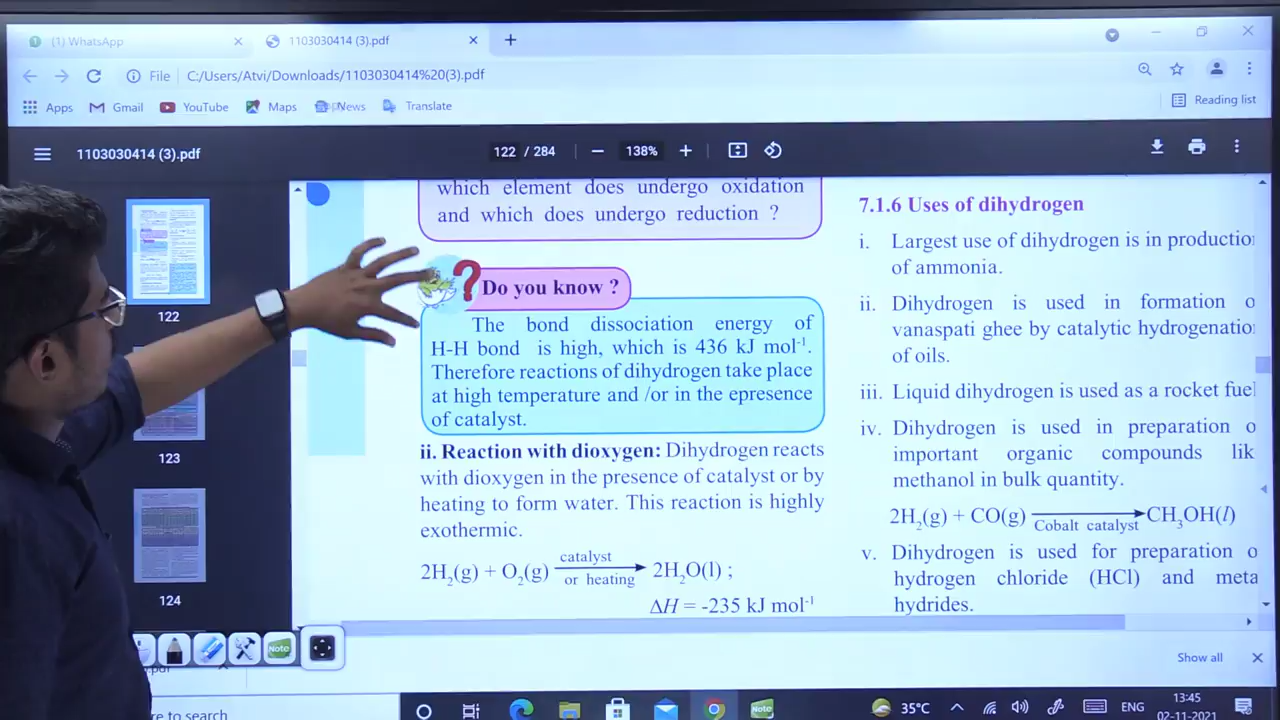 (1) WhatsApp
1103030414 (3).pdf
File
C:/Users/Atvi/Downloads/1103030414%20(3).pdf
Apps
Gmail
YouTube
Maps
News
Translate
Reading list
1103030414 (3).pdf
122 / 284
138%
122
123
124
which element does undergo oxidation
and which does undergo reduction ?
Do you know ?
The bond dissociation energy of
H-H bond is high, which is 436 kJ mol⁻¹.
Therefore reactions of dihydrogen take place
at high temperature and /or in the epresence
of catalyst.
ii. Reaction with dioxygen: Dihydrogen reacts
with dioxygen in the presence of catalyst or by
heating to form water. This reaction is highly
exothermic.
catalyst
2H₂(g) + O₂(g) → 2H₂O(l) ;
or heating
ΔH = -235 kJ mol⁻¹
7.1.6 Uses of dihydrogen
i. Largest use of dihydrogen is in productio
of ammonia.
ii. Dihydrogen is used in formation o
vanaspati ghee by catalytic hydrogenatio
of oils.
iii. Liquid dihydrogen is used as a rocket fue
iv. Dihydrogen is used in preparation o
important organic compounds lik
methanol in bulk quantity.
2H₂(g) + CO(g) → CH₃OH(l)
Cobalt catalyst
v. Dihydrogen is used for preparation o
hydrogen chloride (HCl) and meta
hydrides.
Note
.pdf
Show all
re to search
Note
35°C
ENG
13:45
02-11-2021